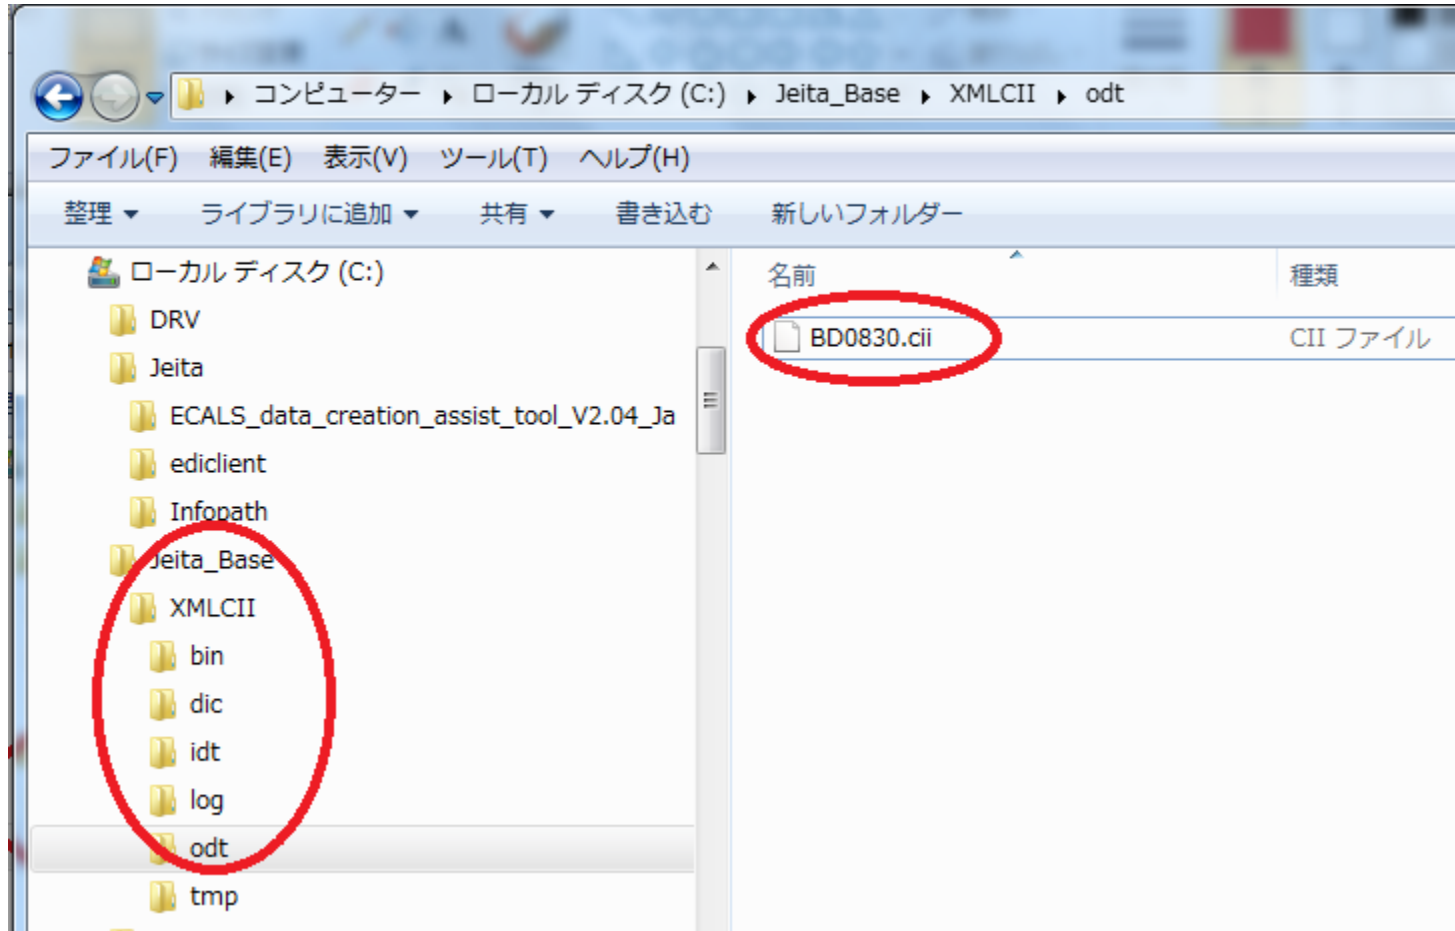 コンピューター ローカル ディスク (C:) Jeita_Base XMLCII odt
ファイル(F) 編集(E) 表示(V) ツール(T) ヘルプ(H)
整理 ライブラリに追加 共有 書き込む 新しいフォルダー
ローカル ディスク (C:)
DRV
Jeita
ECALS_data_creation_assist_tool_V2.04_Ja
ediclient
Infopath
Jeita_Base
XMLCII
bin
dic
idt
log
odt
tmp
名前 種類
BD0830.cii CII ファイル